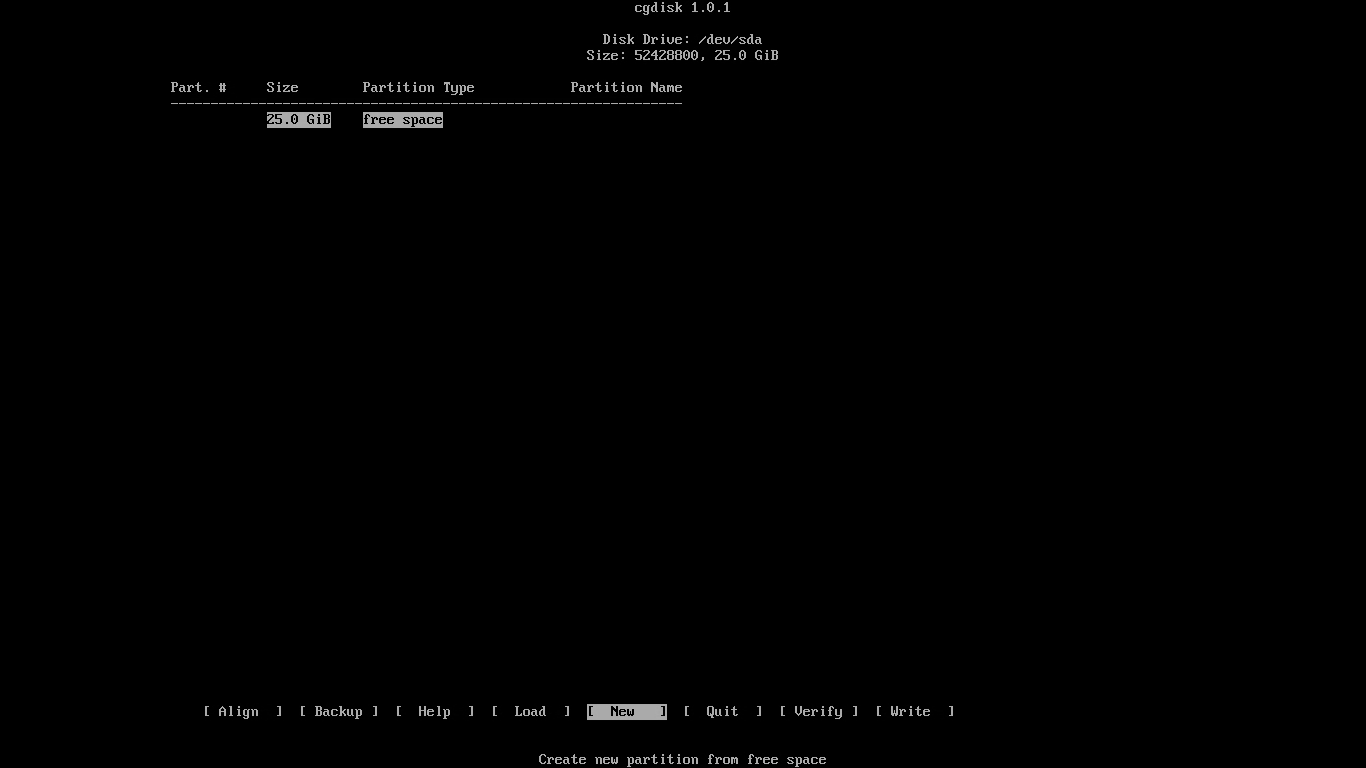 cgdisk 1.0.1
Disk Drive: /dev/sda
Size: 52428800, 25.0 GiB
Part. #     Size        Partition Type            Partition Name
----------------------------------------------------------------
25.0 GiB    free space
[ Align  ]  [ Backup ]  [  Help  ]  [  Load  ]  [  New   ]  [  Quit  ]  [ Verify ]  [ Write  ]
Create new partition from free space